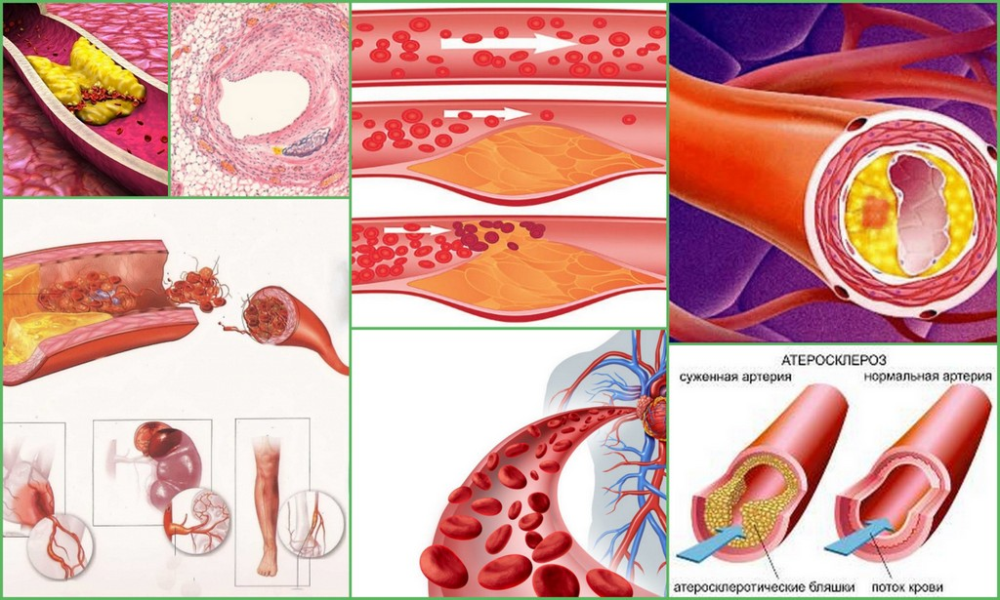 АТЕРОСКЛЕРОЗ
суженная артерия нормальная артерия
атеросклеротические бляшки поток крови